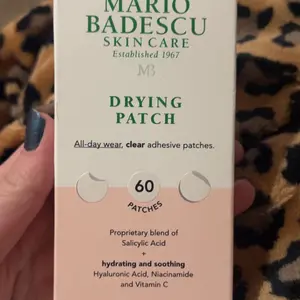 MARIO
BADESCU
SKIN CARE
Established 1967
MB
DRYING
PATCH
All-day wear, clear adhesive patches.
60
PATCHES
Proprietary blend of
Salicylic Acid
+
hydrating and soothing
Hyaluronic Acid, Niacinamide
and Vitamin C